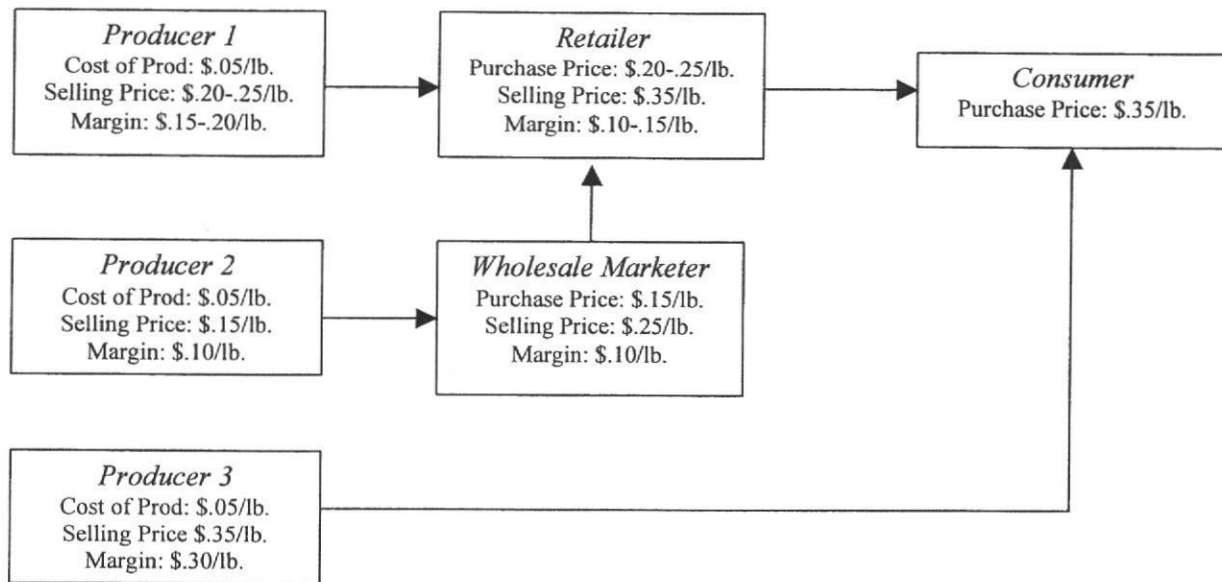 Producer 1
Cost of Prod: $.05/lb.
Selling Price: $.20-.25/lb.
Margin: $.15-.20/lb.
Retailer
Purchase Price: $.20-.25/lb.
Selling Price: $.35/lb.
Margin: $.10-.15/lb.
Consumer
Purchase Price: $.35/lb.
Producer 2
Cost of Prod: $.05/lb.
Selling Price: $.15/lb.
Margin: $.10/lb.
Wholesale Marketer
Purchase Price: $.15/lb.
Selling Price: $.25/lb.
Margin: $.10/lb.
Producer 3
Cost of Prod: $.05/lb.
Selling Price $.35/lb.
Margin: $.30/lb.